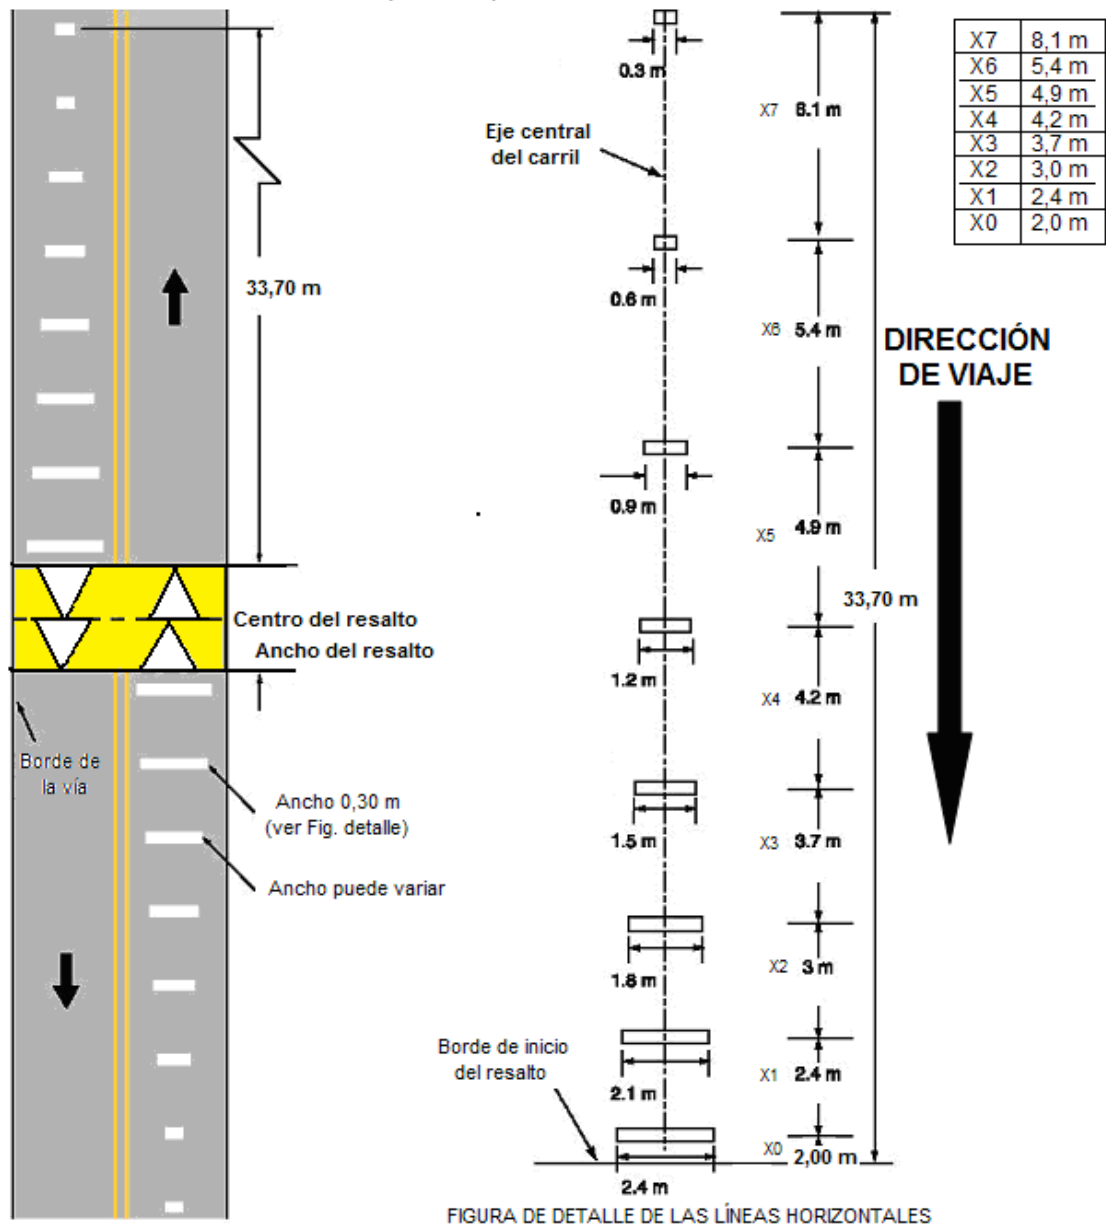 33,70 m
Centro del resalto
Ancho del resalto
Borde de
la vía
Ancho 0,30 m
(ver Fig. detalle)
Ancho puede variar
0.3 m
X7 8.1 m
Eje central
del carril
0.6 m
X6 5.4 m
0.9 m
X5 4.9 m
33,70 m
1.2 m
X4 4.2 m
1.5 m
X3 3.7 m
1.8 m
X2 3 m
Borde de inicio
del resalto
2.1 m
X1 2.4 m
X0 2,00 m
2.4 m
X7 8,1 m
X6 5,4 m
X5 4,9 m
X4 4,2 m
X3 3,7 m
X2 3,0 m
X1 2,4 m
X0 2,0 m
DIRECCIÓN
DE VIAJE
FIGURA DE DETALLE DE LAS LÍNEAS HORIZONTALES